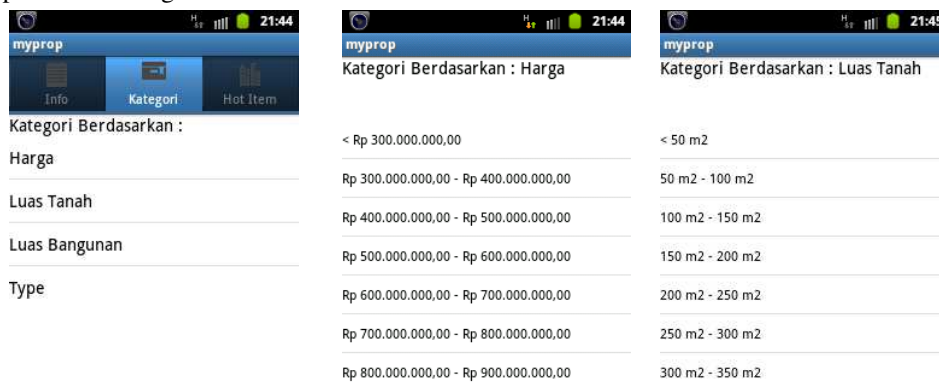 21:44
myprop
Info
Kategori
Hot Item
Kategori Berdasarkan :
Harga
Luas Tanah
Luas Bangunan
Type
21:44
myprop
Kategori Berdasarkan : Harga
< Rp 300.000.000,00
Rp 300.000.000,00 - Rp 400.000.000,00
Rp 400.000.000,00 - Rp 500.000.000,00
Rp 500.000.000,00 - Rp 600.000.000,00
Rp 600.000.000,00 - Rp 700.000.000,00
Rp 700.000.000,00 - Rp 800.000.000,00
Rp 800.000.000,00 - Rp 900.000.000,00
21:45
myprop
Kategori Berdasarkan : Luas Tanah
< 50 m2
50 m2 - 100 m2
100 m2 - 150 m2
150 m2 - 200 m2
200 m2 - 250 m2
250 m2 - 300 m2
300 m2 - 350 m2